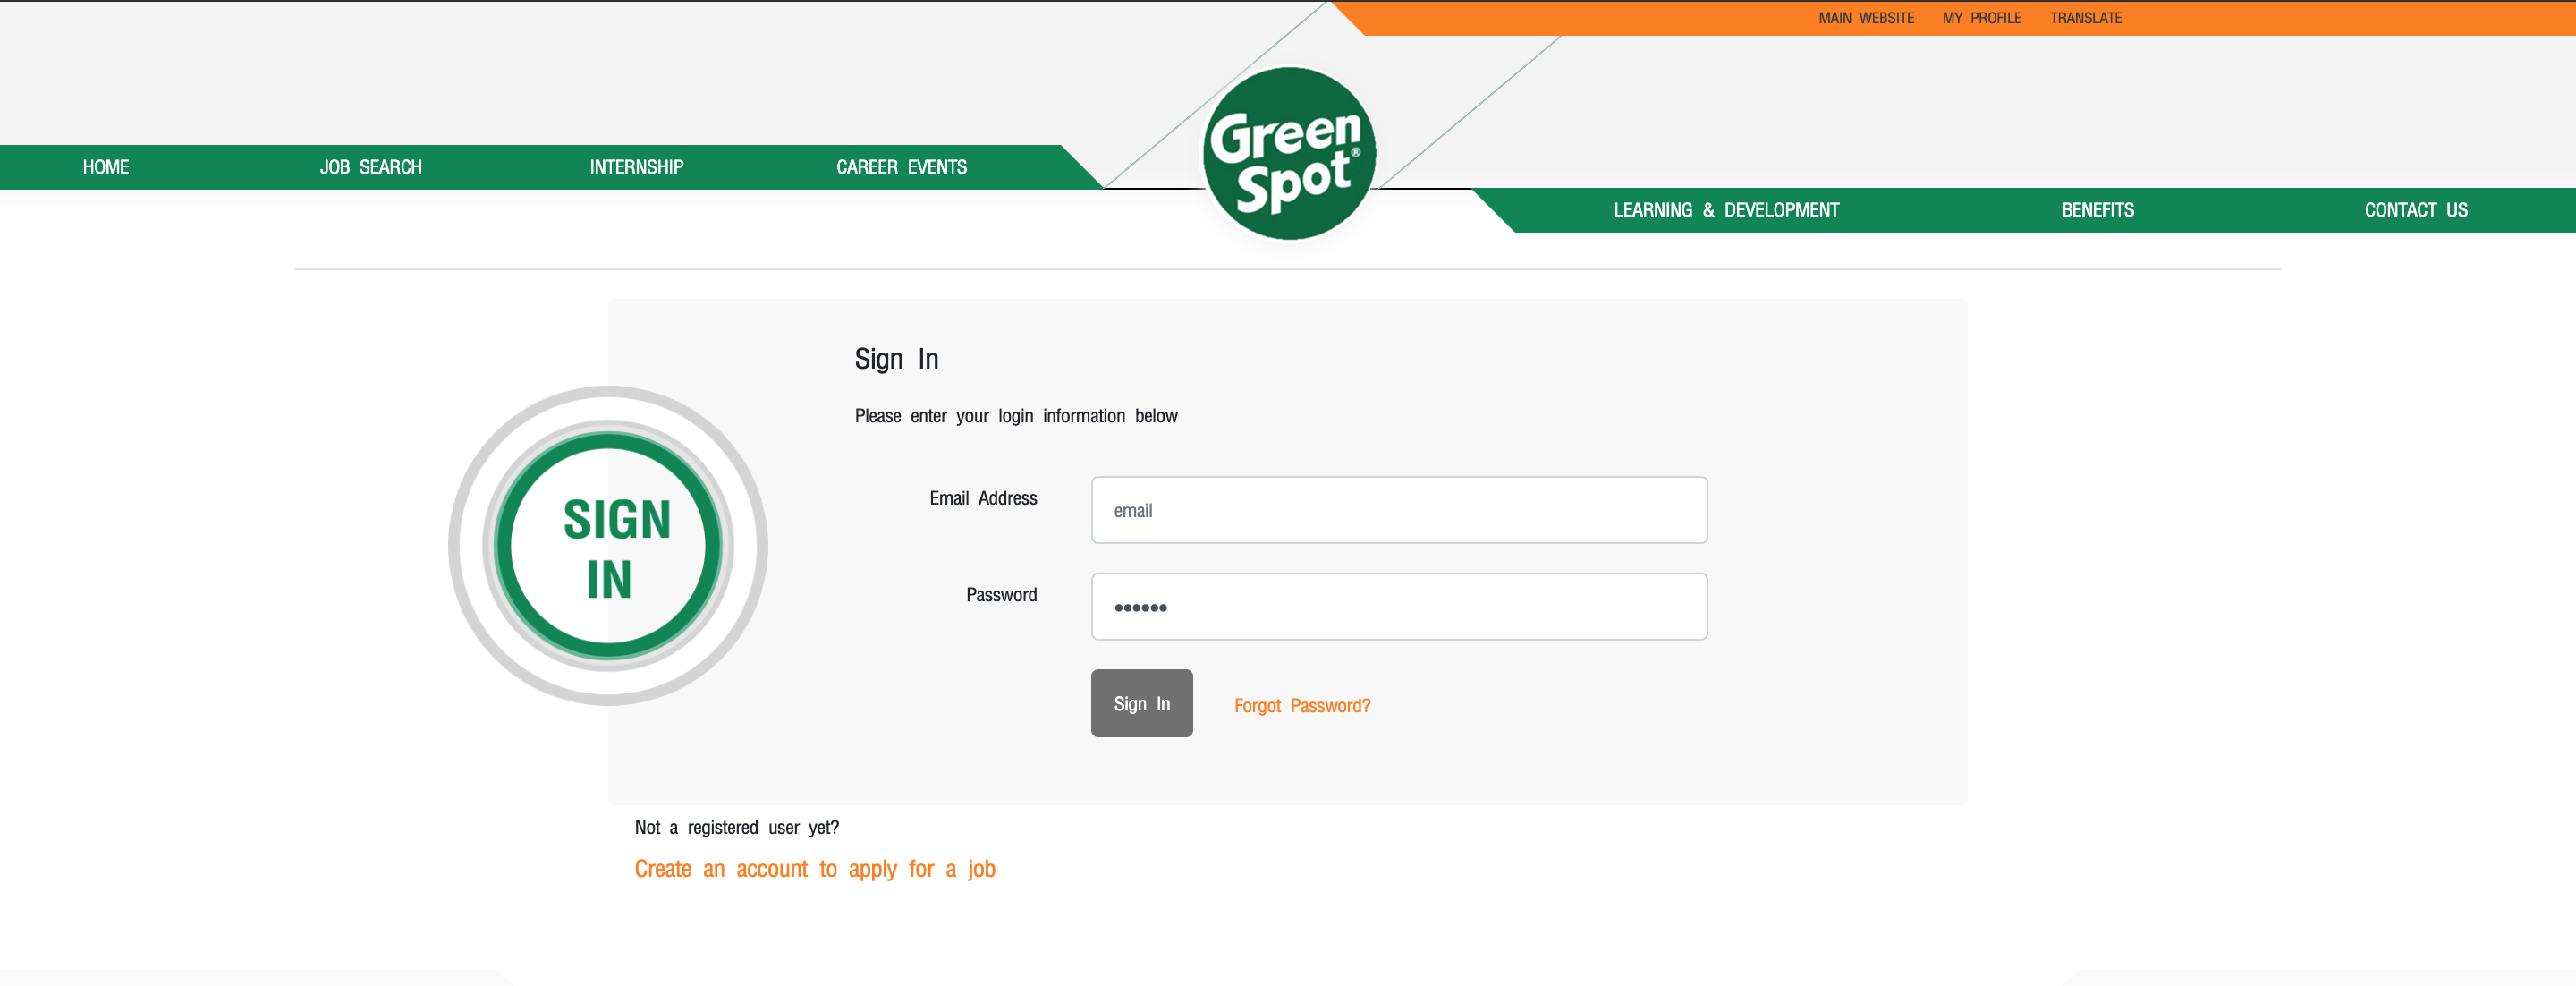 MAIN WEBSITE MY PROFILE TRANSLATE
Green
Spot®
HOME JOB SEARCH INTERNSHIP CAREER EVENTS
LEARNING & DEVELOPMENT BENEFITS CONTACT US
Sign In
Please enter your login information below
SIGN
IN
Email Address email
Password ••••••
Sign In Forgot Password?
Not a registered user yet?
Create an account to apply for a job